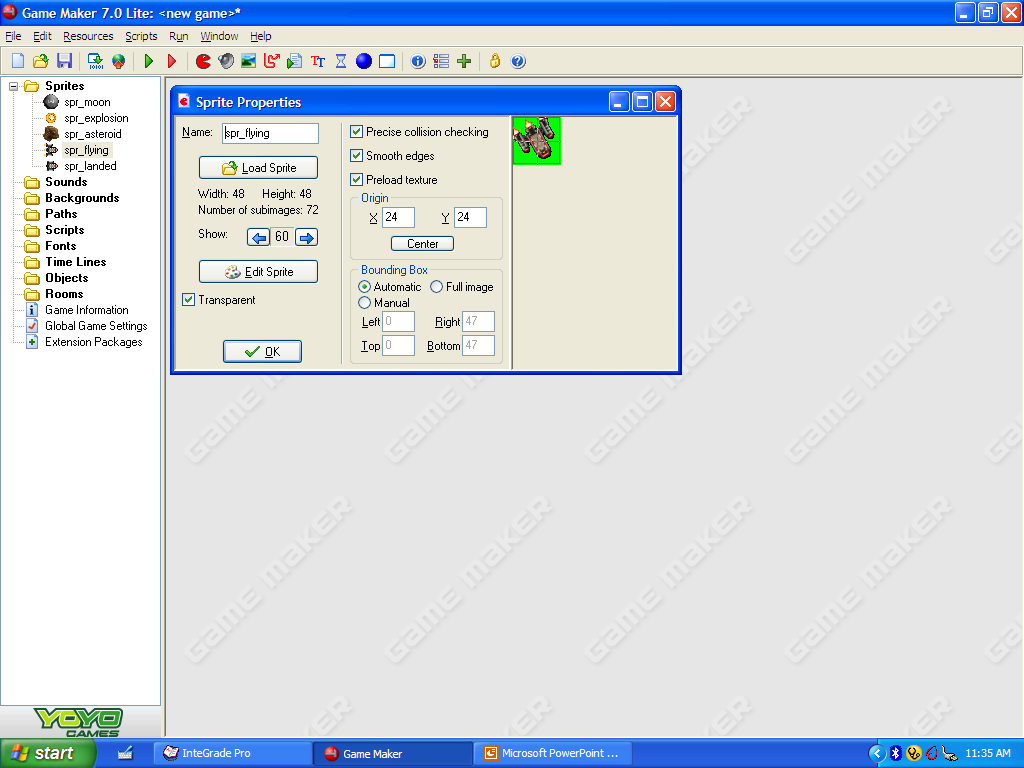 Game Maker 7.0 Lite: <new game>*
File Edit Resources Scripts Run Window Help
Sprites
spr_moon
spr_explosion
spr_asteroid
spr_flying
spr_landed
Sounds
Backgrounds
Paths
Scripts
Fonts
Time Lines
Objects
Rooms
Game Information
Global Game Settings
Extension Packages
YOYO
GAMES
Sprite Properties
Name: spr_flying
Load Sprite
Width: 48 Height: 48
Number of subimages: 72
Show: 60
Edit Sprite
Transparent
OK
Precise collision checking
Smooth edges
Preload texture
Origin
X 24 Y 24
Center
Bounding Box
Automatic Full image
Manual
Left 0 Right 47
Top 0 Bottom 47
GAME MAKER
start InteGrade Pro Game Maker Microsoft PowerPoint ... 11:35 AM